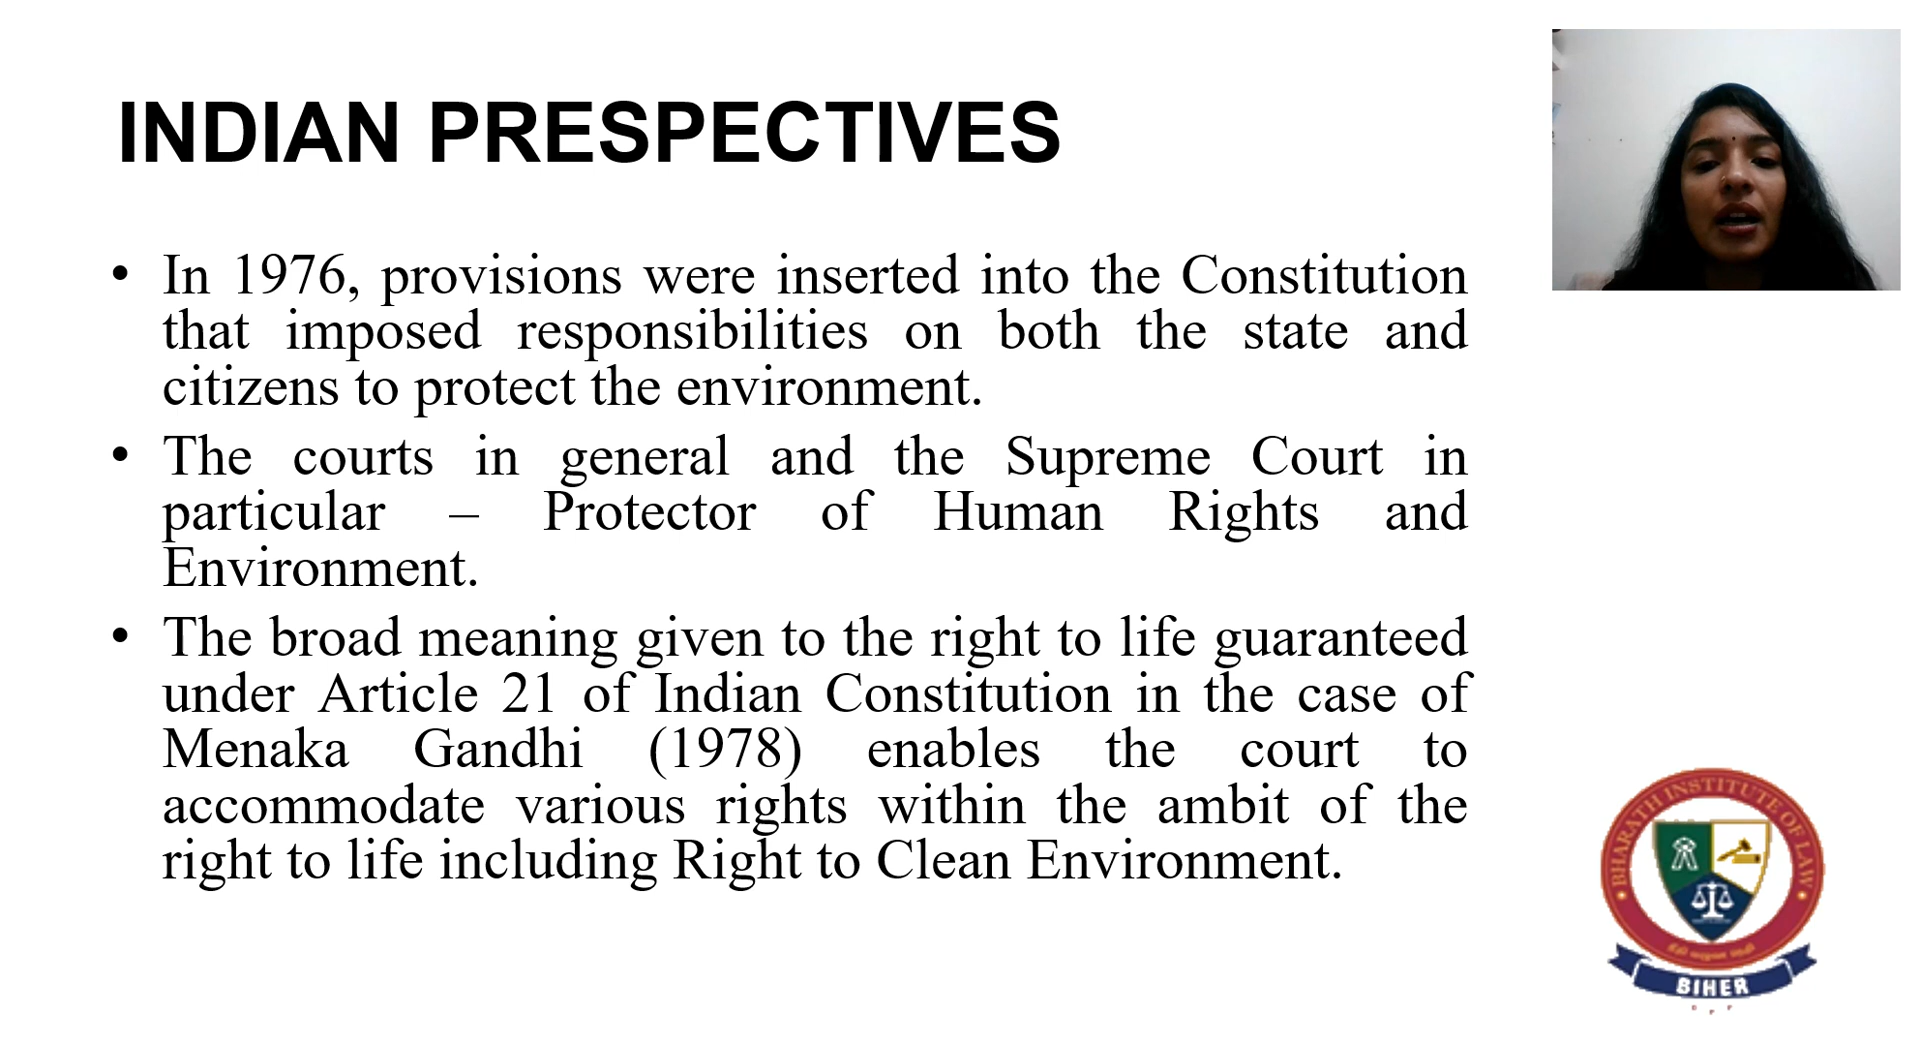 INDIAN PRESPECTIVES
• In 1976, provisions were inserted into the Constitution
that imposed responsibilities on both the state and
citizens to protect the environment.
• The courts in general and the Supreme Court in
particular – Protector of Human Rights and
Environment.
• The broad meaning given to the right to life guaranteed
under Article 21 of Indian Constitution in the case of
Menaka Gandhi (1978) enables the court to
accommodate various rights within the ambit of the
right to life including Right to Clean Environment.
BHARATH INSTITUTE OF LAW
BIHER